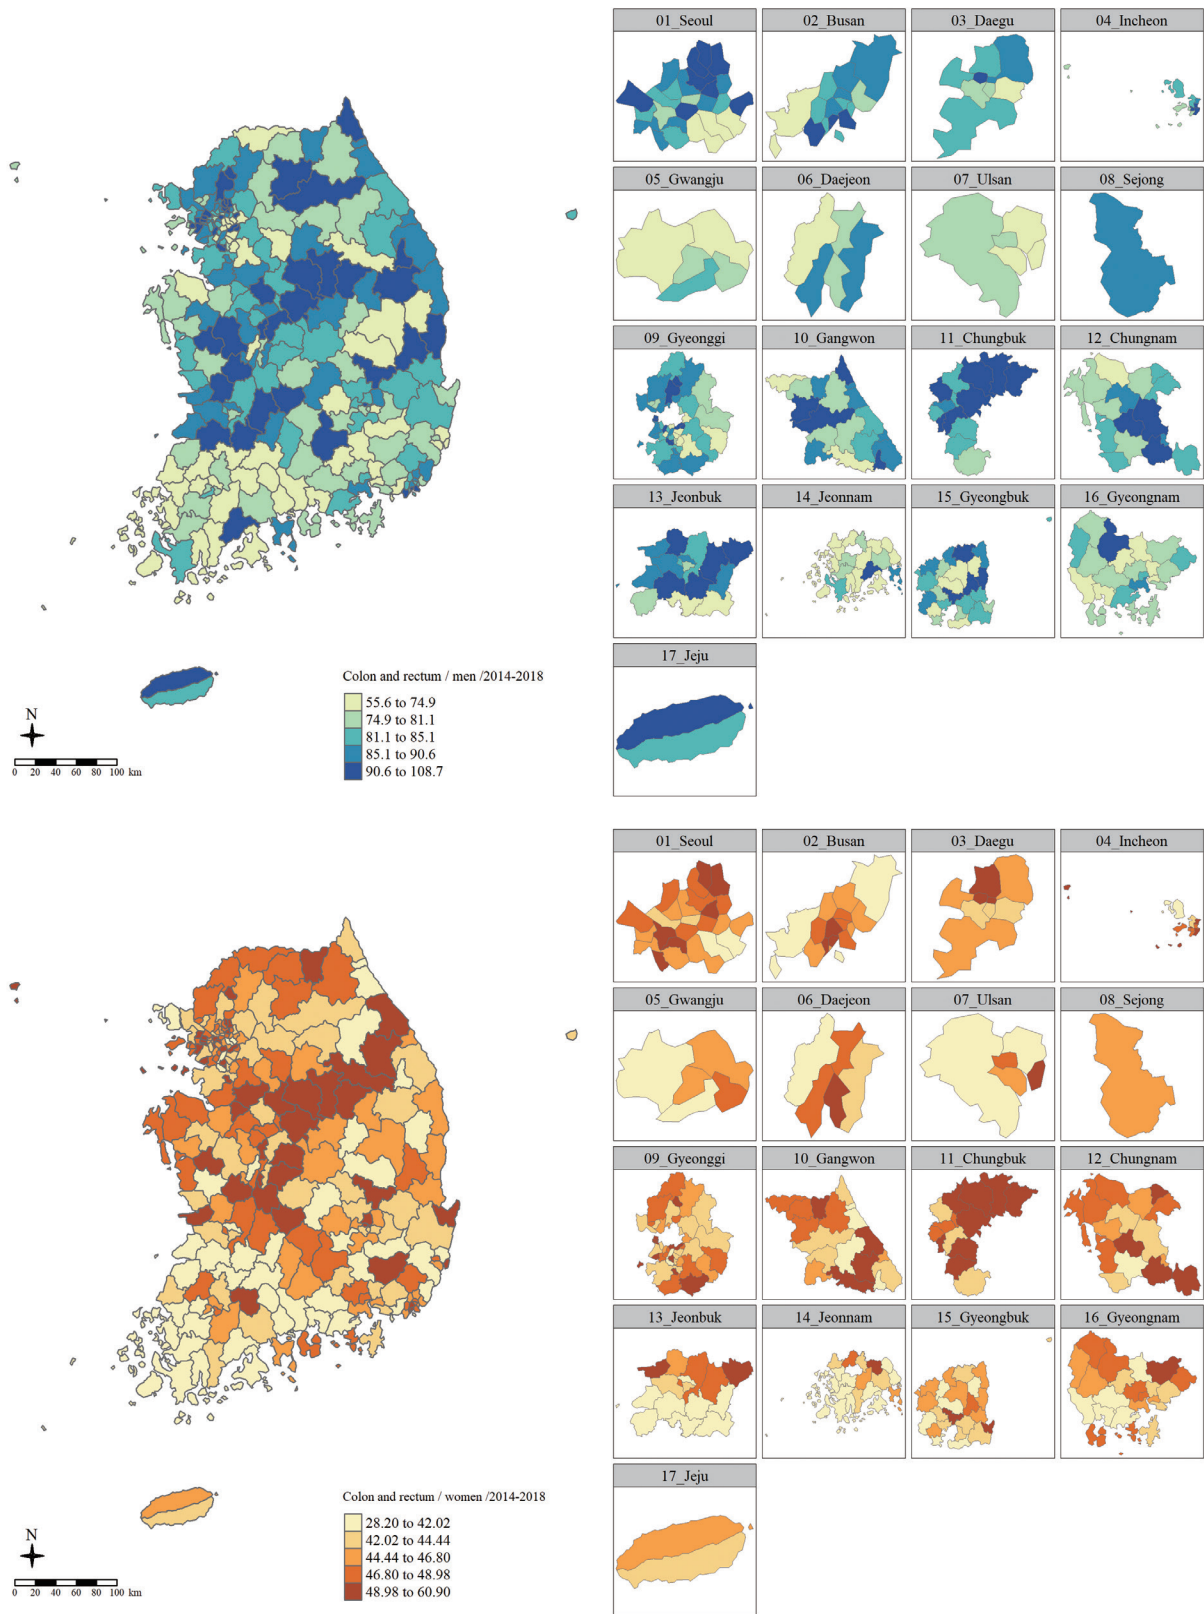 01_Seoul
02_Busan
03_Daegu
04_Incheon
05_Gwangju
06_Daejeon
07_Ulsan
08_Sejong
09_Gyeonggi
10_Gangwon
11_Chungbuk
12_Chungnam
13_Jeonbuk
14_Jeonnam
15_Gyeongbuk
16_Gyeongnam
17_Jeju
Colon and rectum / men /2014-2018
55.6 to 74.9
74.9 to 81.1
81.1 to 85.1
85.1 to 90.6
90.6 to 108.7
N
0 20 40 60 80 100 km
01_Seoul
02_Busan
03_Daegu
04_Incheon
05_Gwangju
06_Daejeon
07_Ulsan
08_Sejong
09_Gyeonggi
10_Gangwon
11_Chungbuk
12_Chungnam
13_Jeonbuk
14_Jeonnam
15_Gyeongbuk
16_Gyeongnam
17_Jeju
Colon and rectum / women /2014-2018
28.20 to 42.02
42.02 to 44.44
44.44 to 46.80
46.80 to 48.98
48.98 to 60.90
N
0 20 40 60 80 100 km